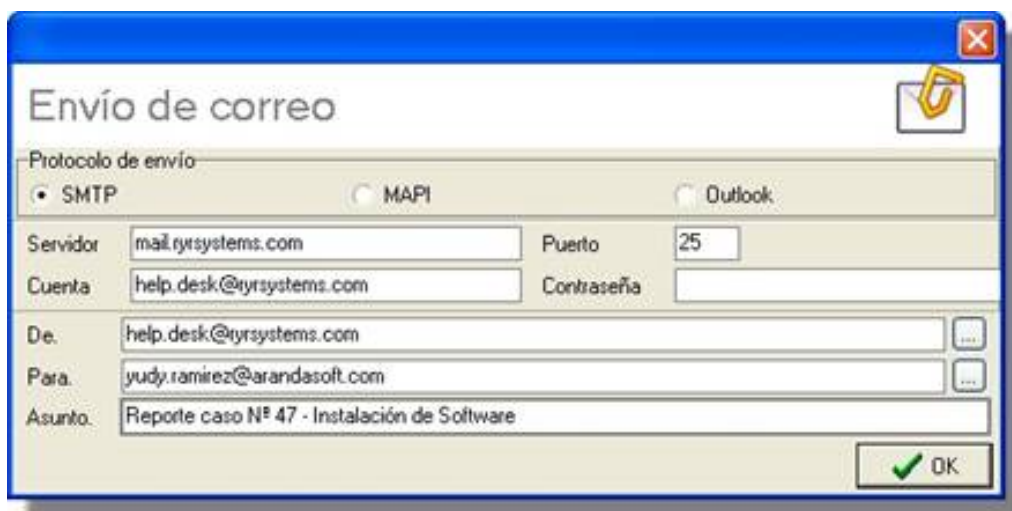 Envío de correo
Protocolo de envío
SMTP MAPI Outlook
Servidor mail.ryrsystems.com Puerto 25
Cuenta help.desk@ryrsystems.com Contraseña
De. help.desk@ryrsystems.com ...
Para. yudy.ramirez@arandasoft.com ...
Asunto. Reporte caso Nº 47 - Instalación de Software
OK